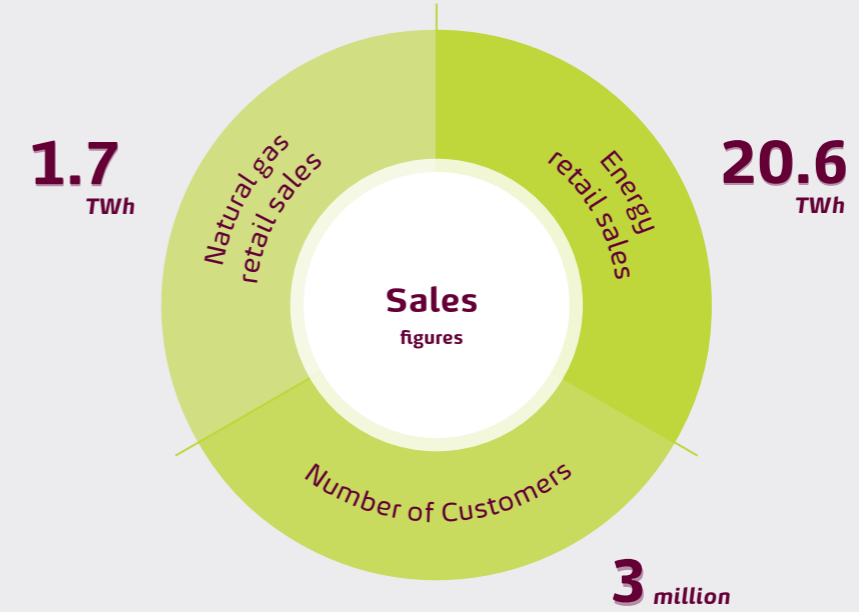 1.7
TWh
Natural gas
retail sales
Energy
retail sales
20.6
TWh
Sales
figures
Number of Customers
3 million